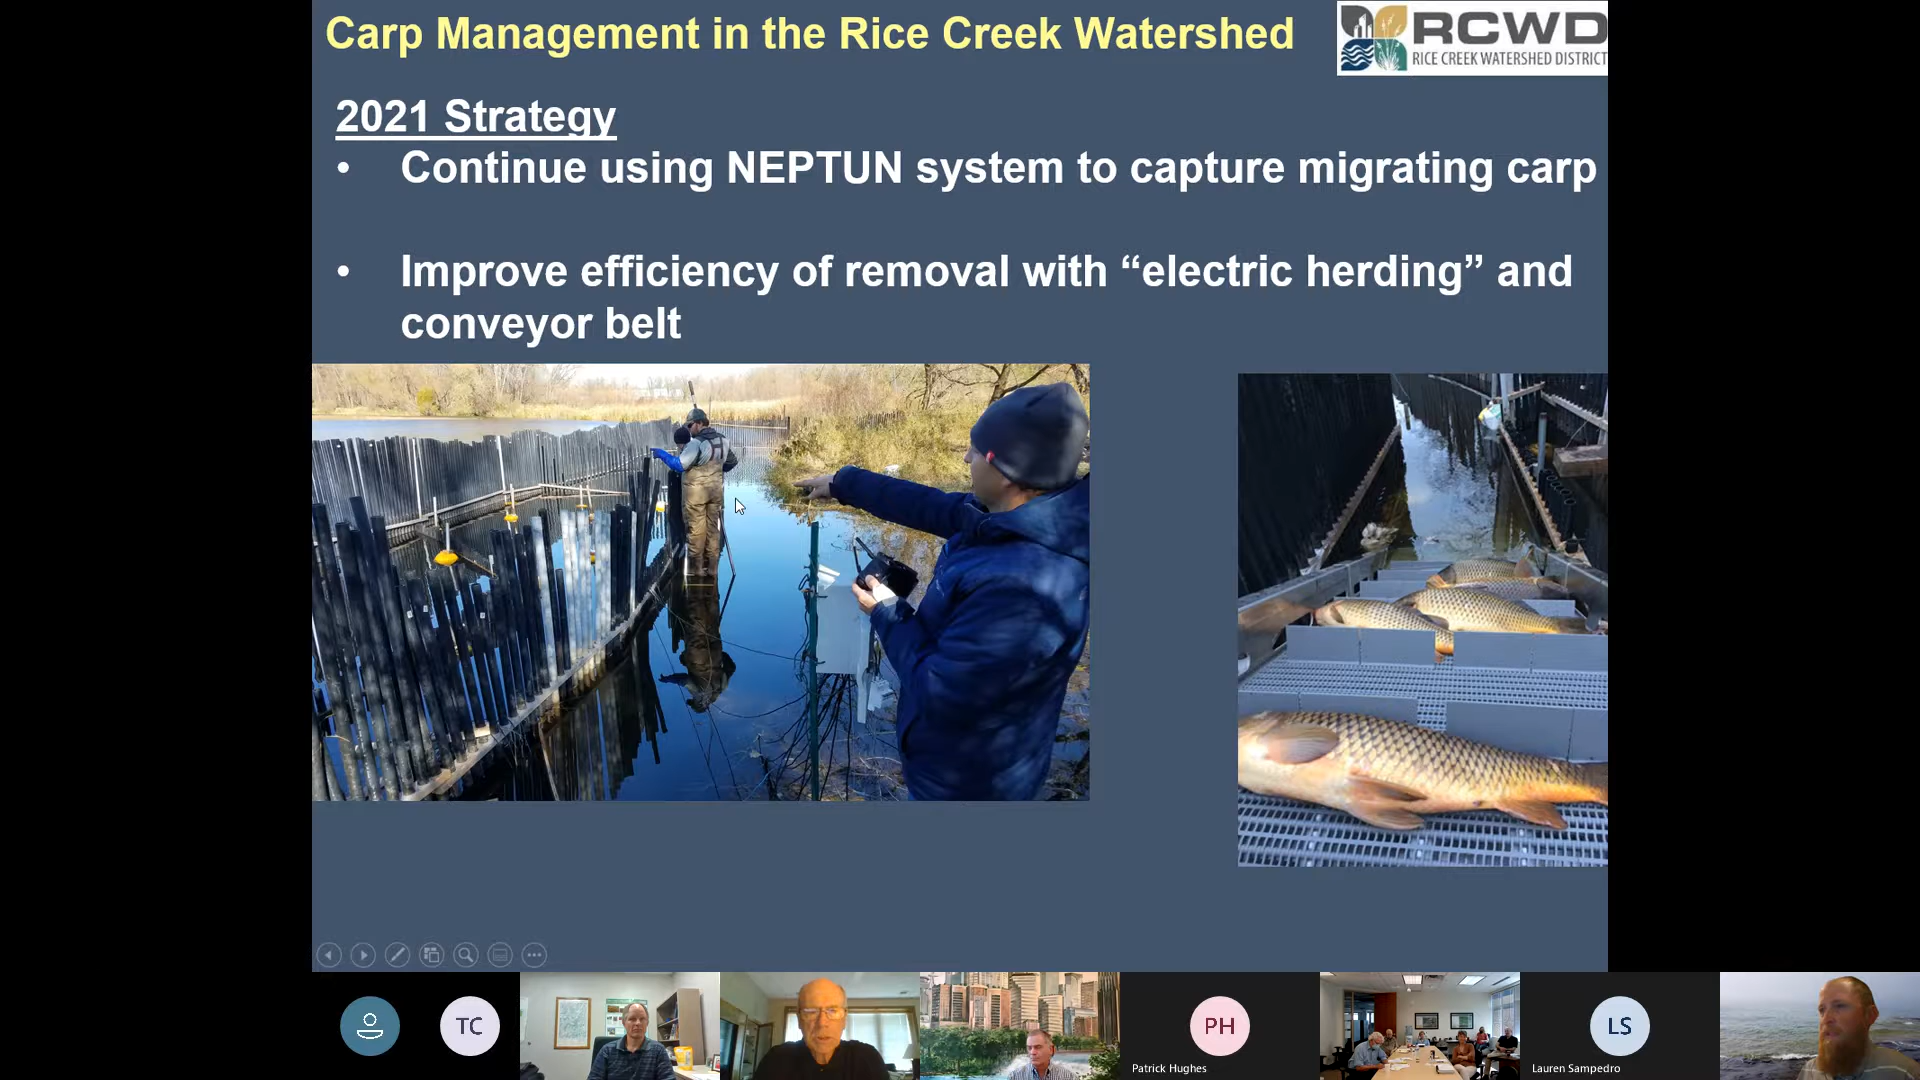 Carp Management in the Rice Creek Watershed
RCWD
RICE CREEK WATERSHED DISTRICT
2021 Strategy
• Continue using NEPTUN system to capture migrating carp
• Improve efficiency of removal with “electric herding” and
conveyor belt
TC
PH
LS
Patrick Hughes
Lauren Sampedro